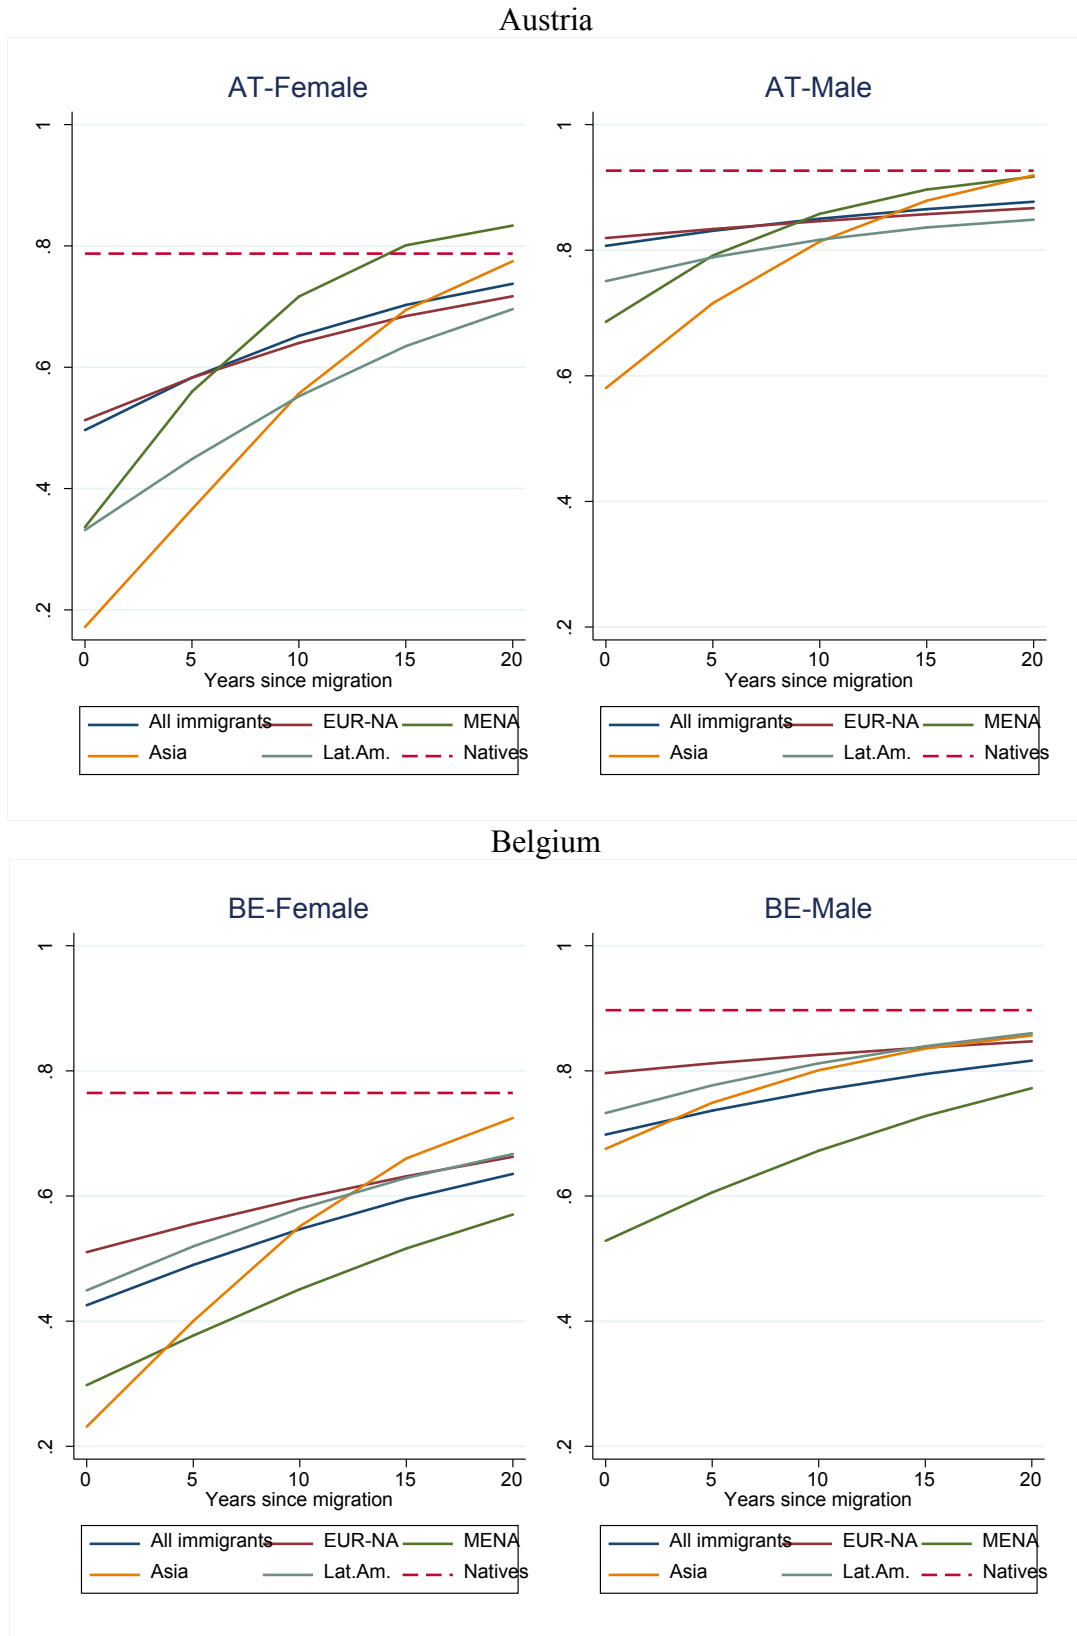 Austria
AT-Female
AT-Male
1
.8
.6
.4
.2
0 5 10 15 20
Years since migration
All immigrants EUR-NA MENA
Asia Lat.Am. Natives
1
.8
.6
.4
.2
0 5 10 15 20
Years since migration
All immigrants EUR-NA MENA
Asia Lat.Am. Natives
Belgium
BE-Female
BE-Male
1
.8
.6
.4
.2
0 5 10 15 20
Years since migration
All immigrants EUR-NA MENA
Asia Lat.Am. Natives
1
.8
.6
.4
.2
0 5 10 15 20
Years since migration
All immigrants EUR-NA MENA
Asia Lat.Am. Natives